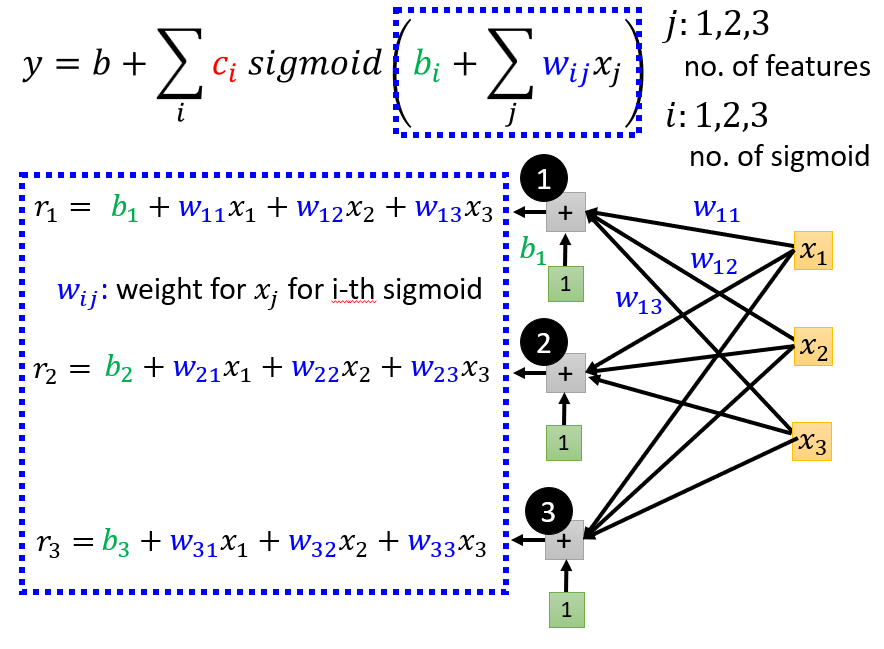 y = b + ∑_i c_i sigmoid ( b_i + ∑_j w_ij x_j )
j: 1,2,3
no. of features
i: 1,2,3
no. of sigmoid
1
r_1 = b_1 + w_11 x_1 + w_12 x_2 + w_13 x_3
+
w_11
x_1
b_1
1
w_12
w_ij: weight for x_j for i-th sigmoid
w_13
2
x_2
r_2 = b_2 + w_21 x_1 + w_22 x_2 + w_23 x_3
+
1
x_3
3
r_3 = b_3 + w_31 x_1 + w_32 x_2 + w_33 x_3
+
1